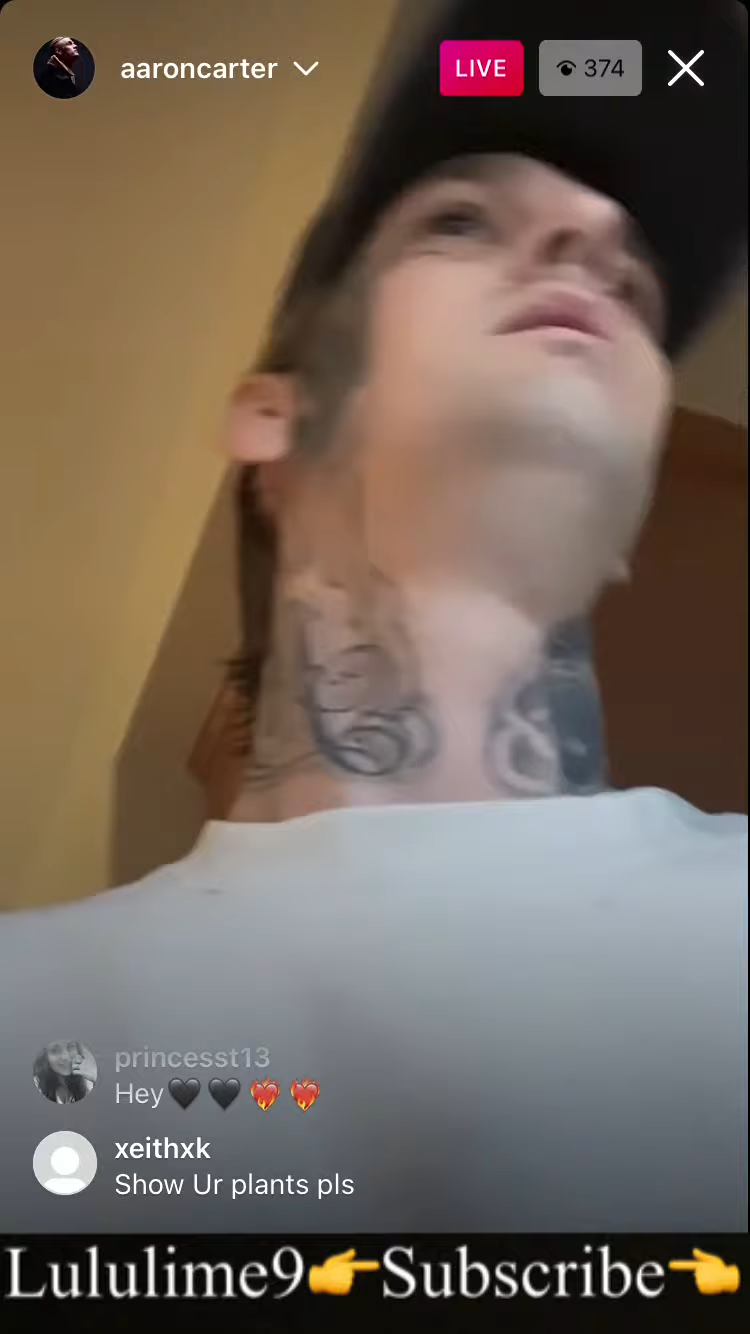 aaroncarter
LIVE
374
princesst13
Hey🖤🖤❤️‍🔥❤️‍🔥
xeithxk
Show Ur plants pls
Lululime9👉Subscribe👈